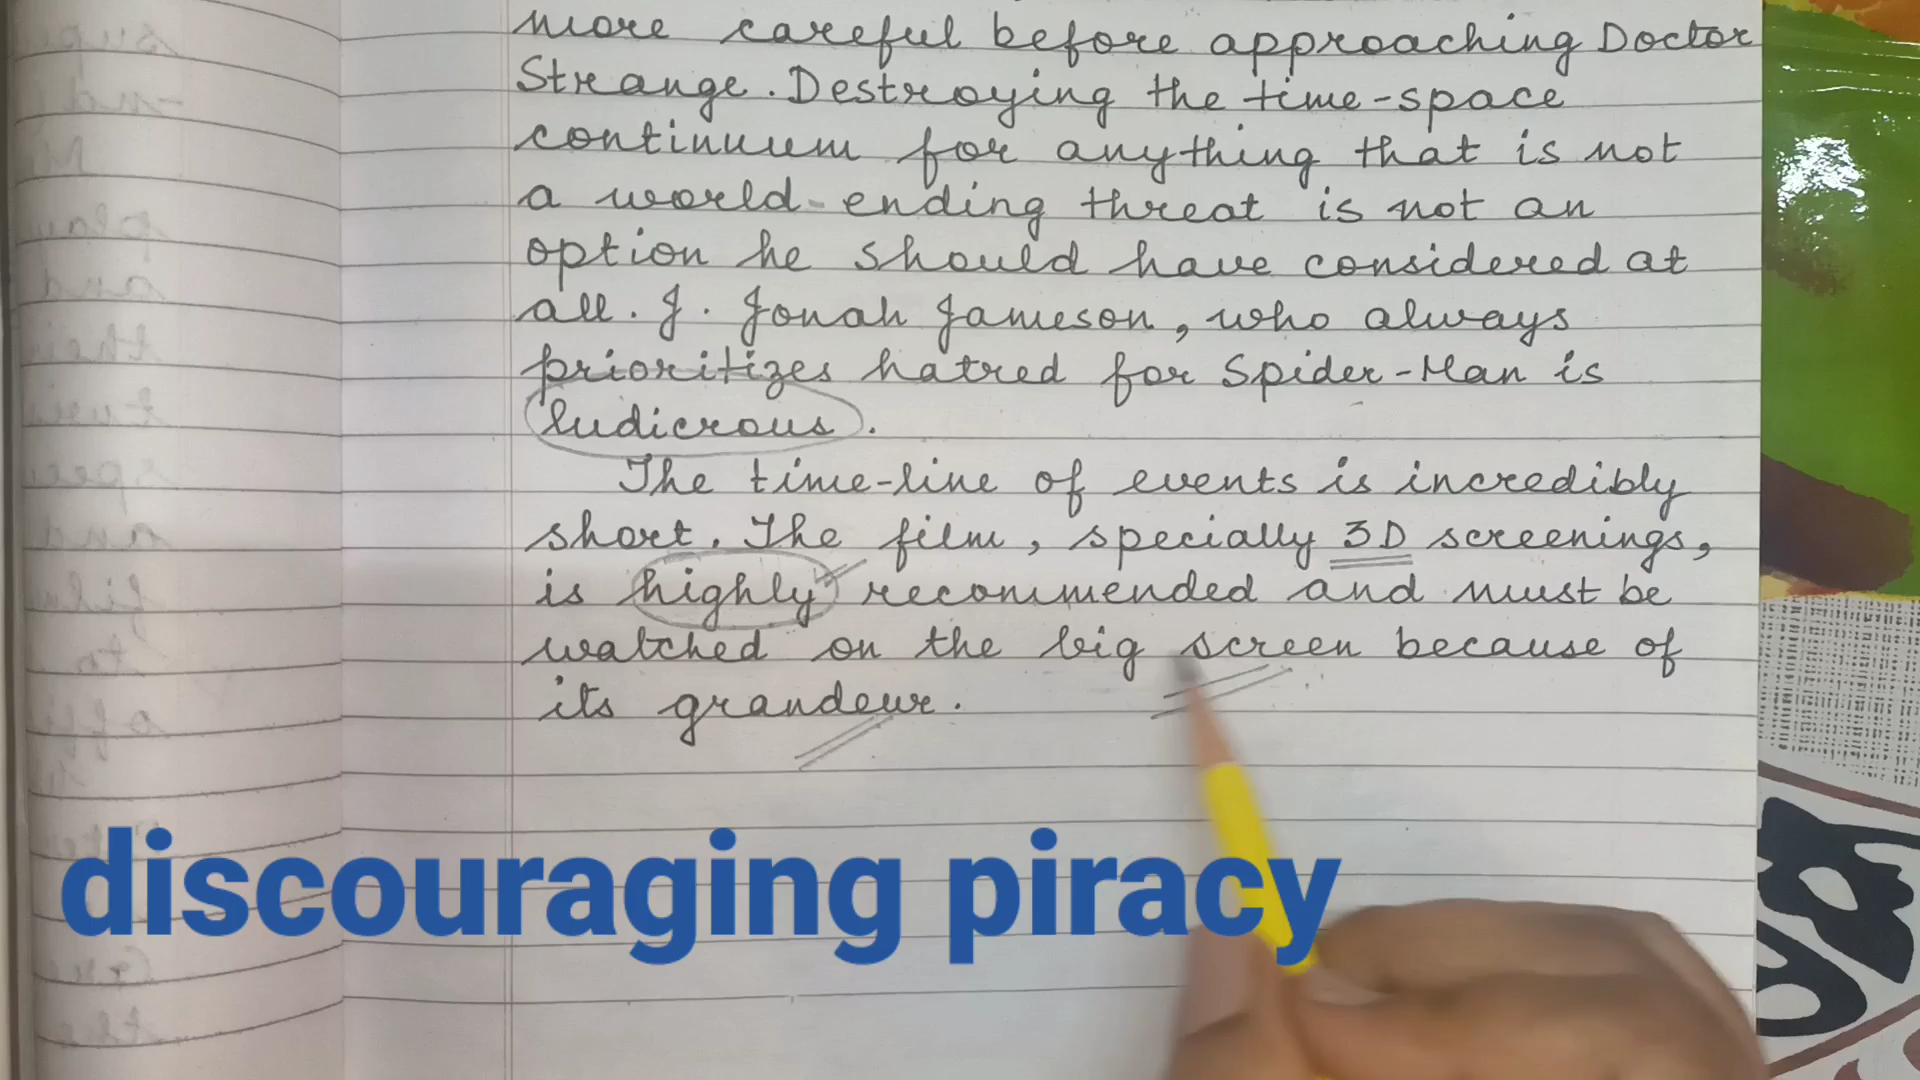 more careful before approaching Doctor
Strange. Destroying the time-space
continuum for anything that is not
a world-ending threat is not an
option he should have considered at
all. J. Jonah Jameson, who always
prioritizes hatred for Spider-Man is
ludicrous.
The time-line of events is incredibly
short. The film, specially 3D screenings,
is highly recommended and must be
watched on the big screen because of
its grandeur.
discouraging piracy